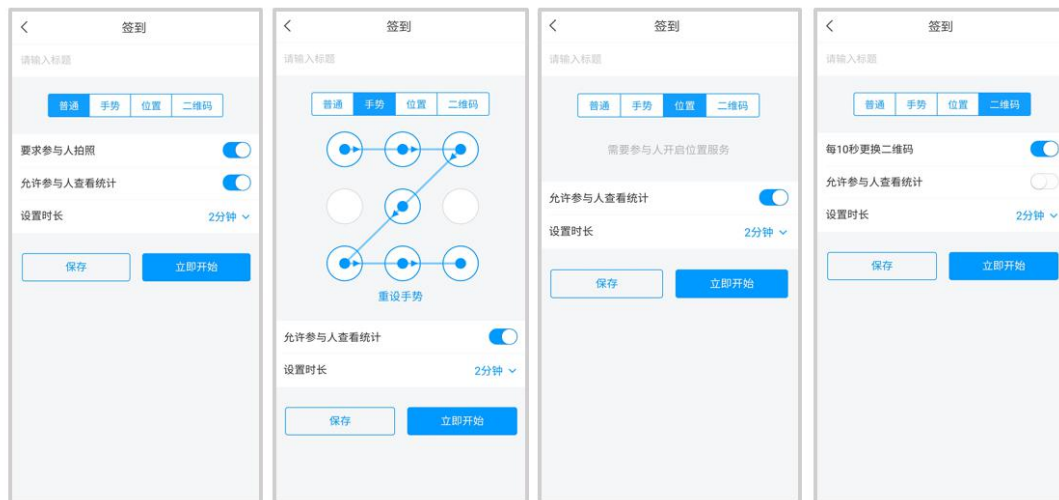 签到
请输入标题
普通 手势 位置 二维码
要求参与人拍照
允许参与人查看统计
设置时长 2分钟
保存 立即开始
签到
请输入标题
普通 手势 位置 二维码
重设手势
允许参与人查看统计
设置时长 2分钟
保存 立即开始
签到
请输入标题
普通 手势 位置 二维码
需要参与人开启位置服务
允许参与人查看统计
设置时长 2分钟
保存 立即开始
签到
请输入标题
普通 手势 位置 二维码
每10秒更换二维码
允许参与人查看统计
设置时长 2分钟
保存 立即开始